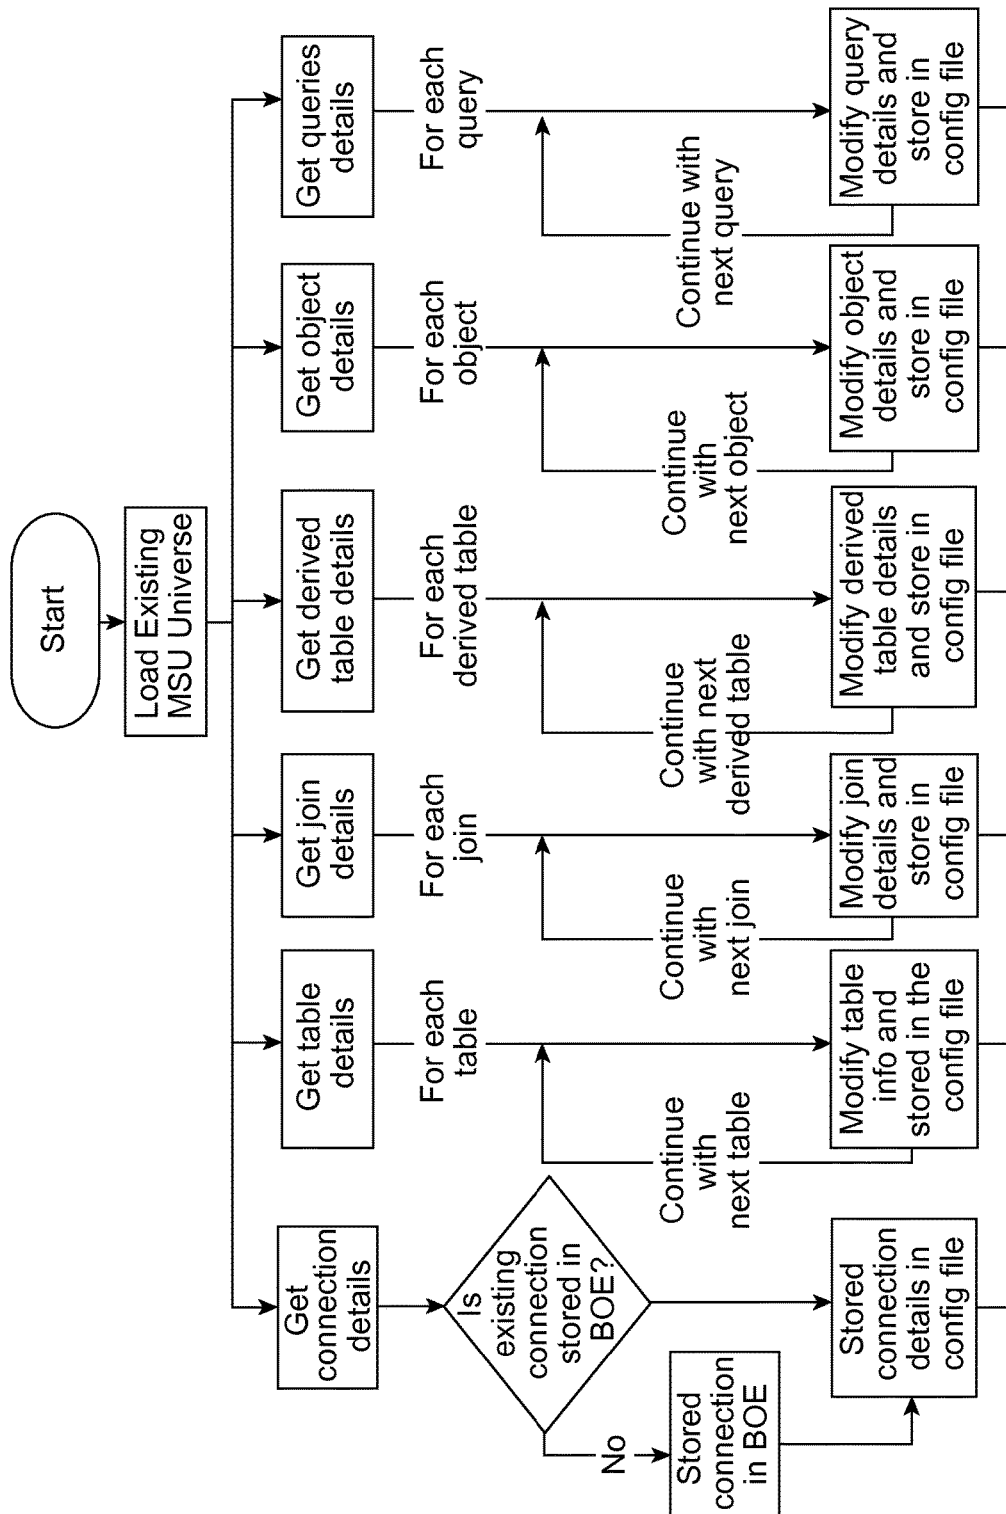 Start
Load Existing
MSU Universe
Get
connection
details
Get table
details
Get join
details
Get derived
table details
Get object
details
Get queries
details
Is
existing
connection
stored in
BOE?
For each
table
For each
join
For each
derived table
For each
object
For each
query
No
Stored
connection
in BOE
Continue
with
next table
Continue
with
next join
Continue
with next
derived table
Continue
with
next object
Continue with
next query
Stored
connection
details in
config file
Modify table
info and
stored in the
config file
Modify join
details and
store in
config file
Modify derived
table details
and store in
config file
Modify object
details and
store in
config file
Modify query
details and
store in
config file